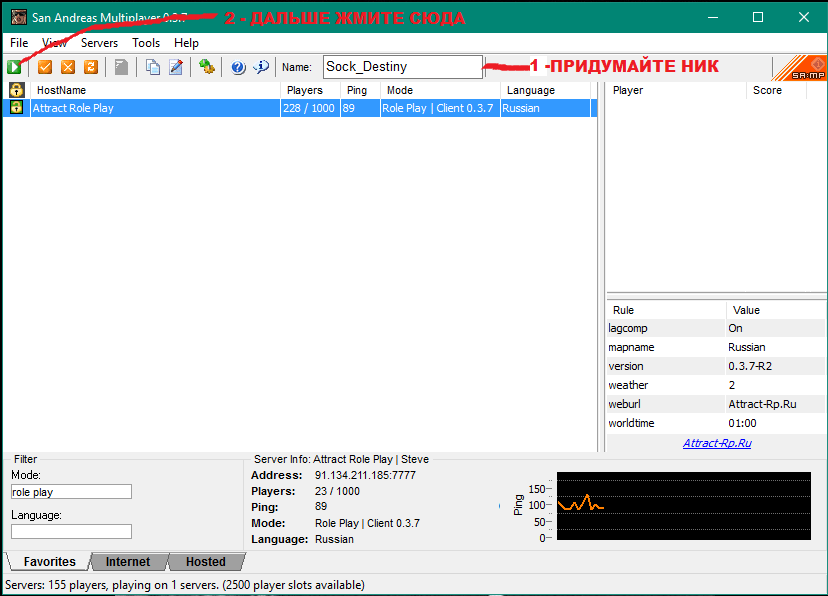 San Andreas Multiplayer 0.3.7
2 - ДАЛЬШЕ ЖМИТЕ СЮДА
File View Servers Tools Help
Name: Sock_Destiny
1 -ПРИДУМАЙТЕ НИК
SA:MP
HostName Players Ping Mode Language
Attract Role Play 228 / 1000 89 Role Play | Client 0.3.7 Russian
Player Score
Rule Value
lagcomp On
mapname Russian
version 0.3.7-R2
weather 2
weburl Attract-Rp.Ru
worldtime 01:00
Attract-Rp.Ru
Filter
Mode:
role play
Language:
Server Info: Attract Role Play | Steve
Address: 91.134.211.185:7777
Players: 23 / 1000
Ping: 89
Mode: Role Play | Client 0.3.7
Language: Russian
Ping
150
100
50
0
Favorites Internet Hosted
Servers: 155 players, playing on 1 servers. (2500 player slots available)